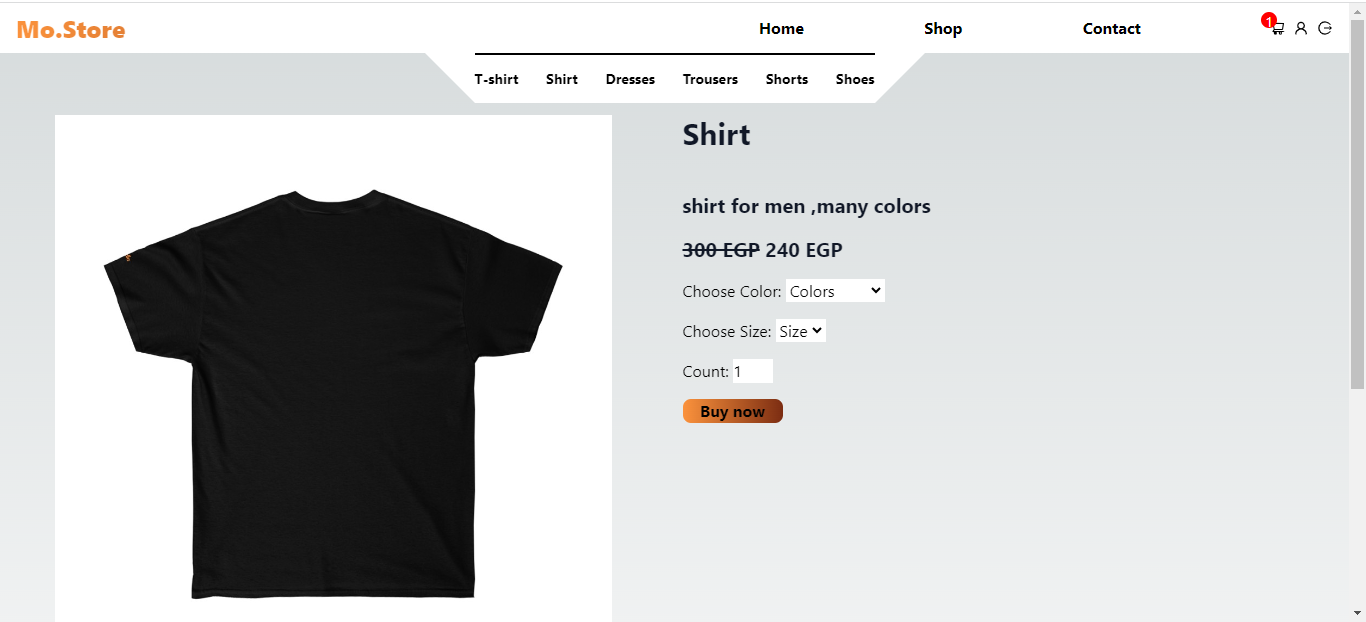 Mo.Store Home Shop Contact 1
T-shirt Shirt Dresses Trousers Shorts Shoes
Shirt
shirt for men ,many colors
300 EGP 240 EGP
Choose Color: Colors
Choose Size: Size
Count: 1
Buy now